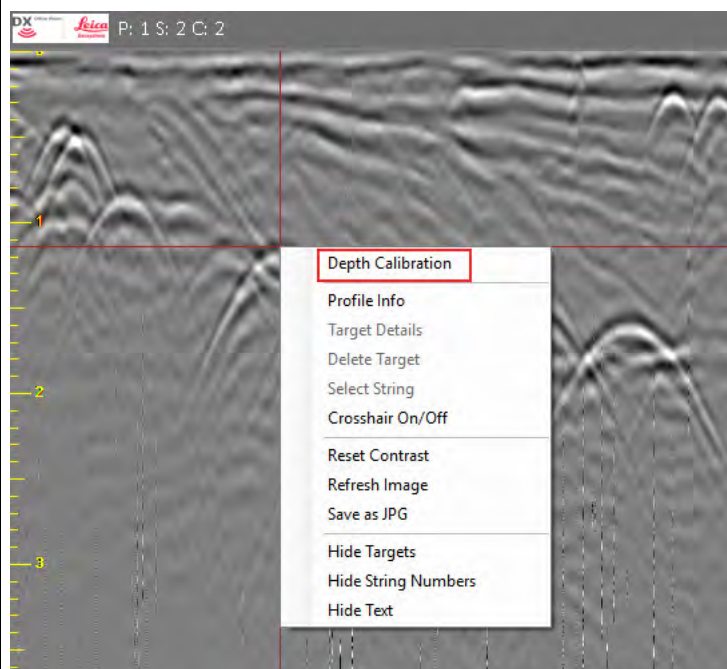 DX
Leica
Geosystems
P: 1 S: 2 C: 2
1
Depth Calibration
Profile Info
Target Details
Delete Target
Select String
Crosshair On/Off
2
Reset Contrast
Refresh Image
Save as JPG
3
Hide Targets
Hide String Numbers
Hide Text